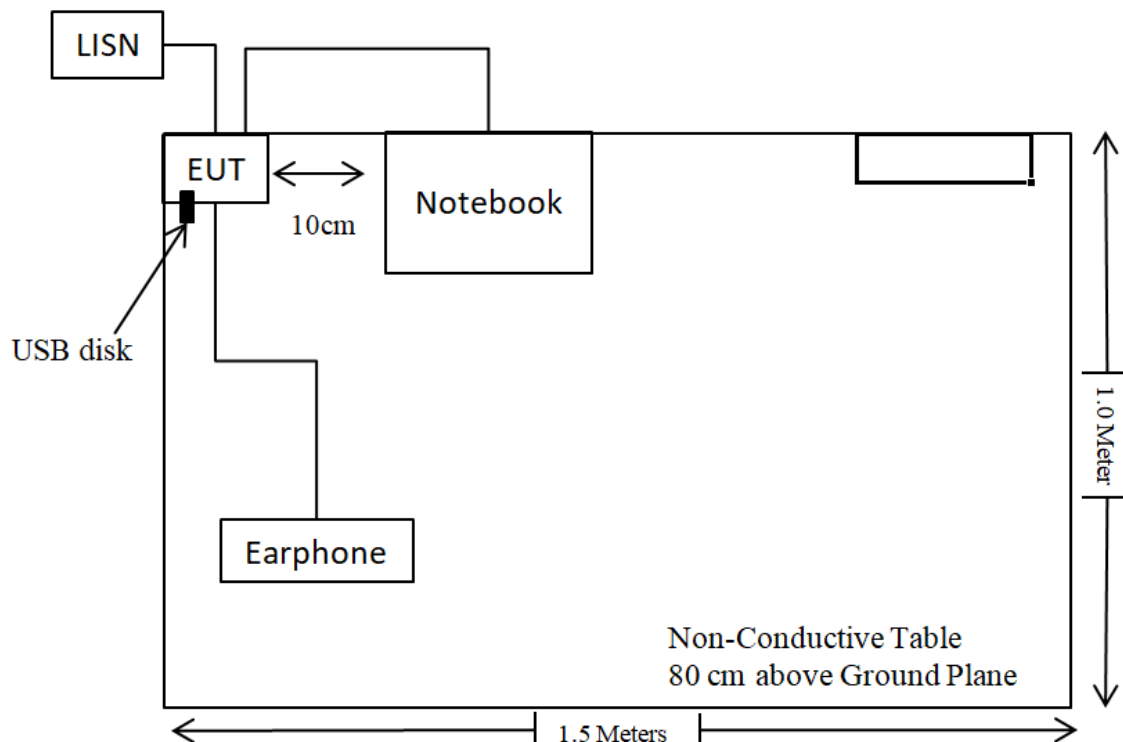 LISN
EUT
Notebook
10cm
USB disk
1.0 Meter
Earphone
Non-Conductive Table
80 cm above Ground Plane
1.5 Meters